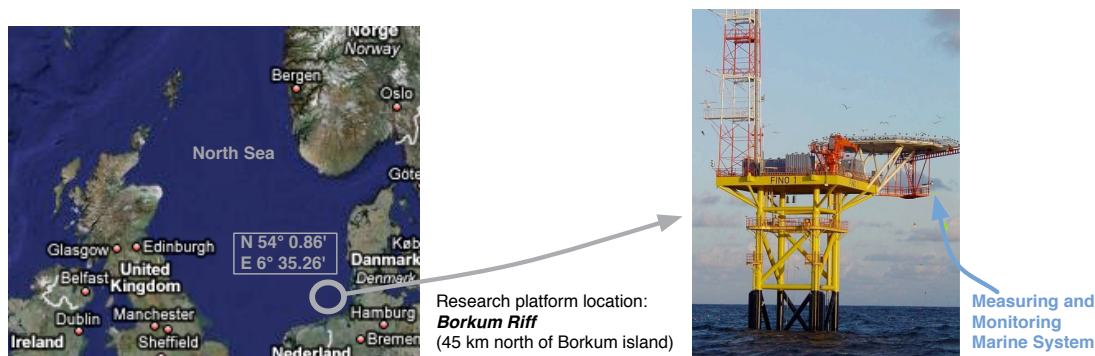 Norge
Norway
Bergen
Oslo
North Sea
Göte
Glasgow
Edinburgh
N 54° 0.86'
E 6° 35.26'
Køb
Danmark
Denmark
Belfast
United
Kingdom
Dublin
Manchester
Hamburg
Ireland
Sheffield
Bremen
Nederland
Research platform location:
Borkum Riff
(45 km north of Borkum island)
FINO 1
Measuring and
Monitoring
Marine System